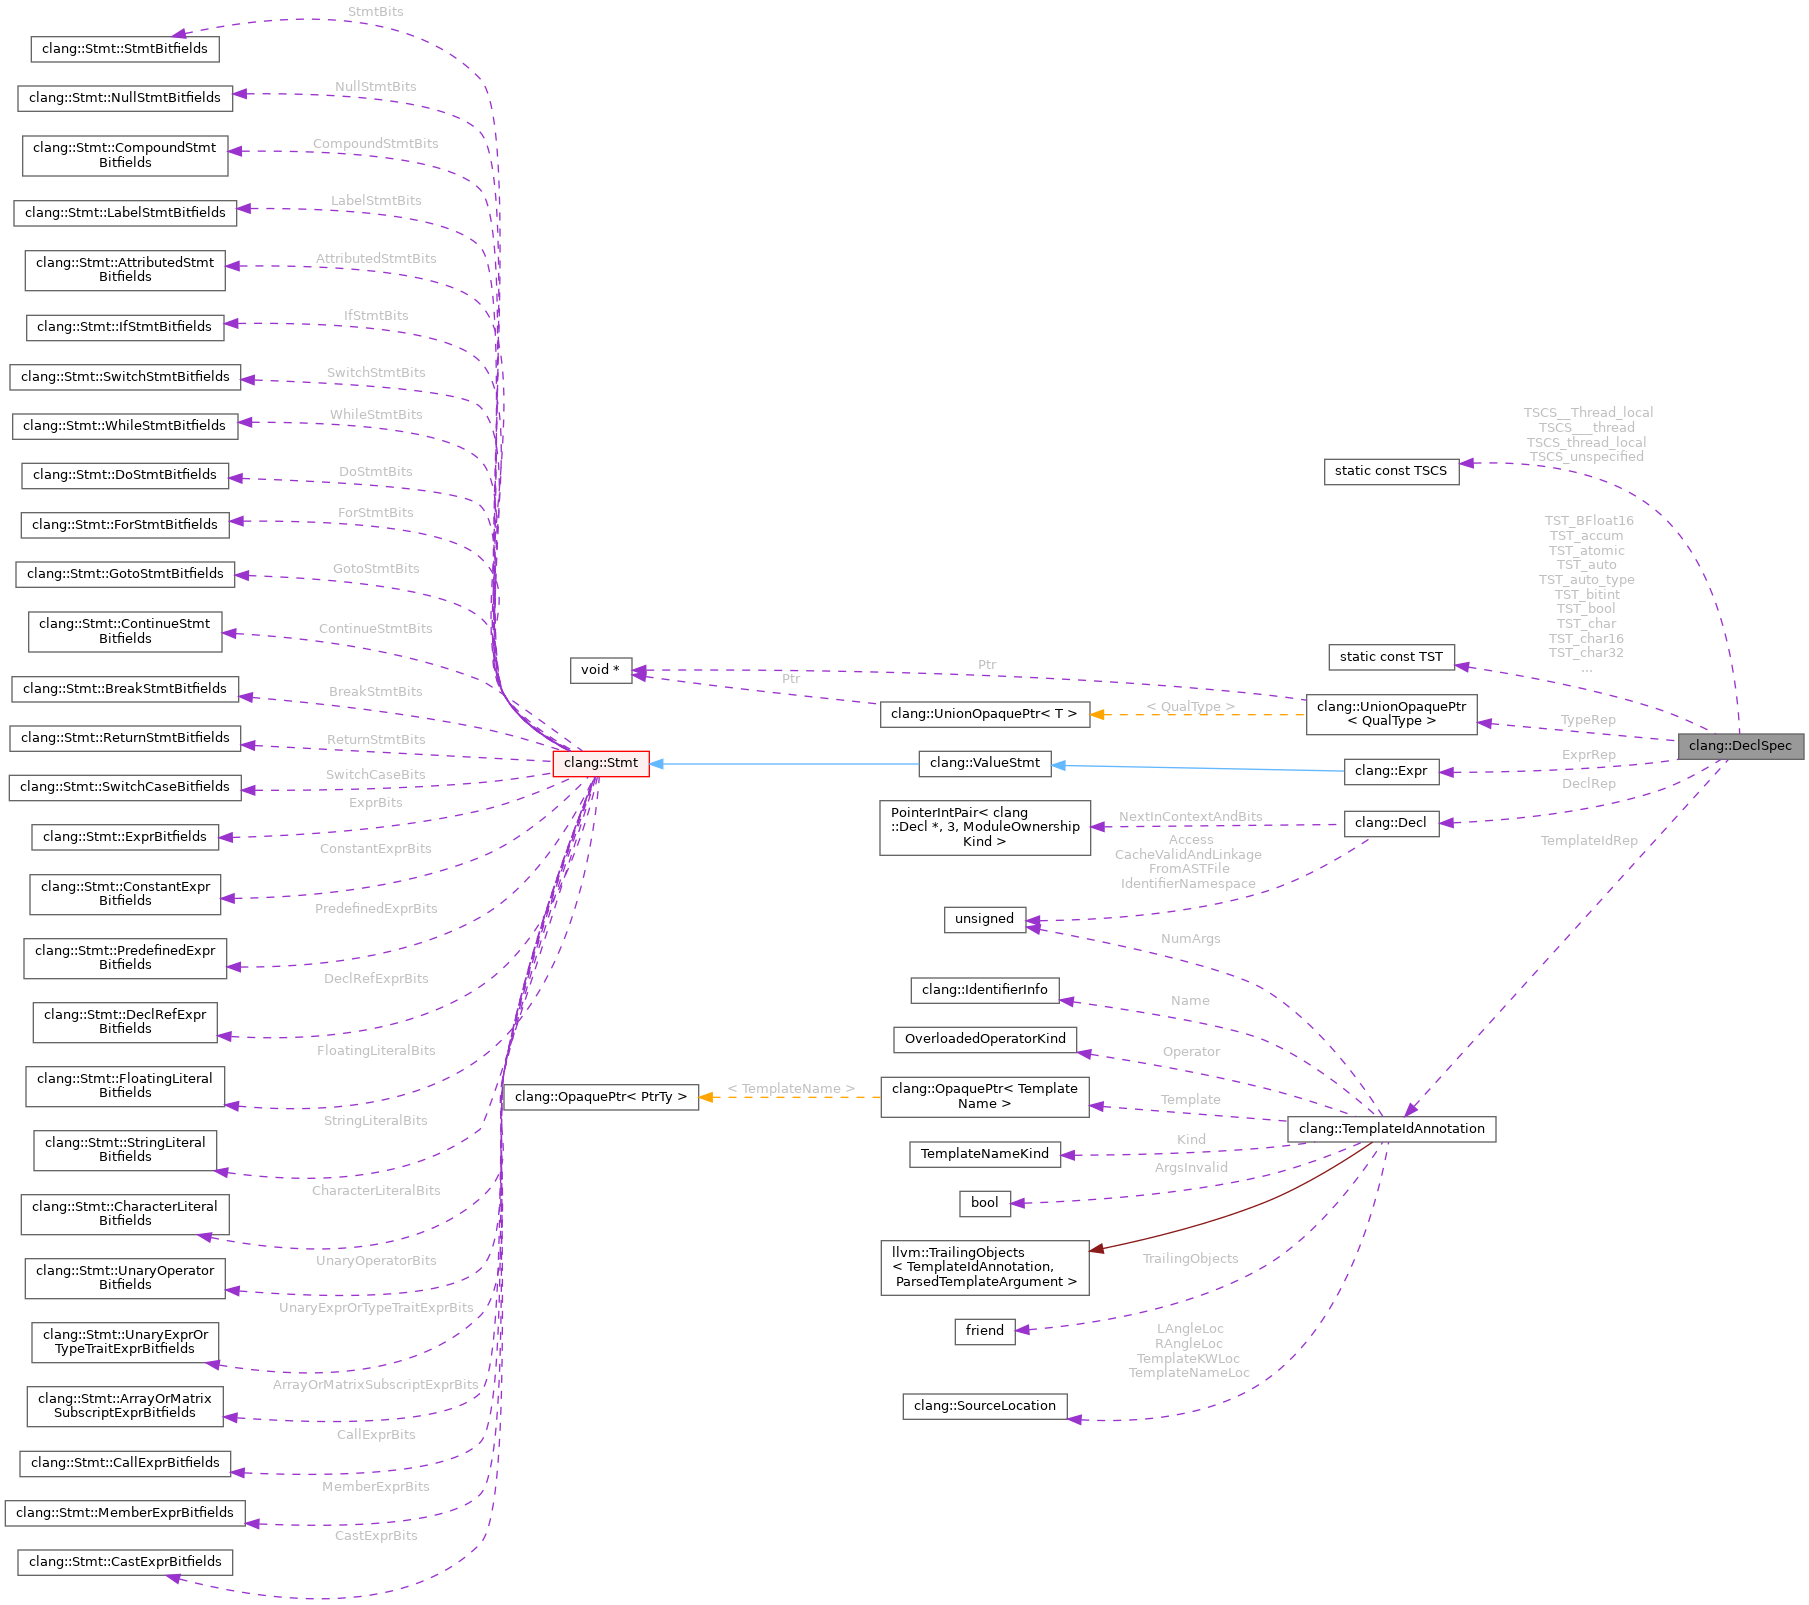 StmtBits
clang::Stmt::StmtBitfields
NullStmtBits
clang::Stmt::NullStmtBitfields
CompoundStmtBits
clang::Stmt::CompoundStmt
Bitfields
LabelStmtBits
clang::Stmt::LabelStmtBitfields
AttributedStmtBits
clang::Stmt::AttributedStmt
Bitfields
IfStmtBits
clang::Stmt::IfStmtBitfields
SwitchStmtBits
clang::Stmt::SwitchStmtBitfields
WhileStmtBits
clang::Stmt::WhileStmtBitfields
DoStmtBits
clang::Stmt::DoStmtBitfields
ForStmtBits
clang::Stmt::ForStmtBitfields
GotoStmtBits
clang::Stmt::GotoStmtBitfields
ContinueStmtBits
clang::Stmt::ContinueStmt
Bitfields
BreakStmtBits
clang::Stmt::BreakStmtBitfields
ReturnStmtBits
clang::Stmt::ReturnStmtBitfields
SwitchCaseBits
clang::Stmt::SwitchCaseBitfields
ExprBits
clang::Stmt::ExprBitfields
ConstantExprBits
clang::Stmt::ConstantExpr
Bitfields
PredefinedExprBits
clang::Stmt::PredefinedExpr
Bitfields
DeclRefExprBits
clang::Stmt::DeclRefExpr
Bitfields
FloatingLiteralBits
clang::Stmt::FloatingLiteral
Bitfields
StringLiteralBits
clang::Stmt::StringLiteral
Bitfields
CharacterLiteralBits
clang::Stmt::CharacterLiteral
Bitfields
UnaryOperatorBits
clang::Stmt::UnaryOperator
Bitfields
UnaryExprOrTypeTraitExprBits
clang::Stmt::UnaryExprOr
TypeTraitExprBitfields
ArrayOrMatrixSubscriptExprBits
clang::Stmt::ArrayOrMatrix
SubscriptExprBitfields
CallExprBits
clang::Stmt::CallExprBitfields
MemberExprBits
clang::Stmt::MemberExprBitfields
CastExprBits
clang::Stmt::CastExprBitfields
void *
Ptr
Ptr
clang::Stmt
clang::OpaquePtr< PtrTy >
< TemplateName >
clang::UnionOpaquePtr< T >
< QualType >
clang::ValueStmt
PointerIntPair< clang
::Decl *, 3, ModuleOwnership
Kind >
NextInContextAndBits
Access
CacheValidAndLinkage
FromASTFile
IdentifierNamespace
unsigned
NumArgs
clang::IdentifierInfo
Name
OverloadedOperatorKind
Operator
clang::OpaquePtr< Template
Name >
Template
TemplateNameKind
Kind
bool
ArgsInvalid
llvm::TrailingObjects
< TemplateIdAnnotation,
ParsedTemplateArgument >
TrailingObjects
friend
LAngleLoc
RAngleLoc
TemplateKWLoc
TemplateNameLoc
clang::SourceLocation
static const TSCS
TSCS__Thread_local
TSCS___thread
TSCS_thread_local
TSCS_unspecified
TST_BFloat16
TST_accum
TST_atomic
TST_auto
TST_auto_type
TST_bitint
TST_bool
TST_char
TST_char16
TST_char32
...
static const TST
clang::UnionOpaquePtr
< QualType >
TypeRep
clang::Expr
ExprRep
clang::Decl
DeclRep
TemplateIdRep
clang::DeclSpec
clang::TemplateIdAnnotation